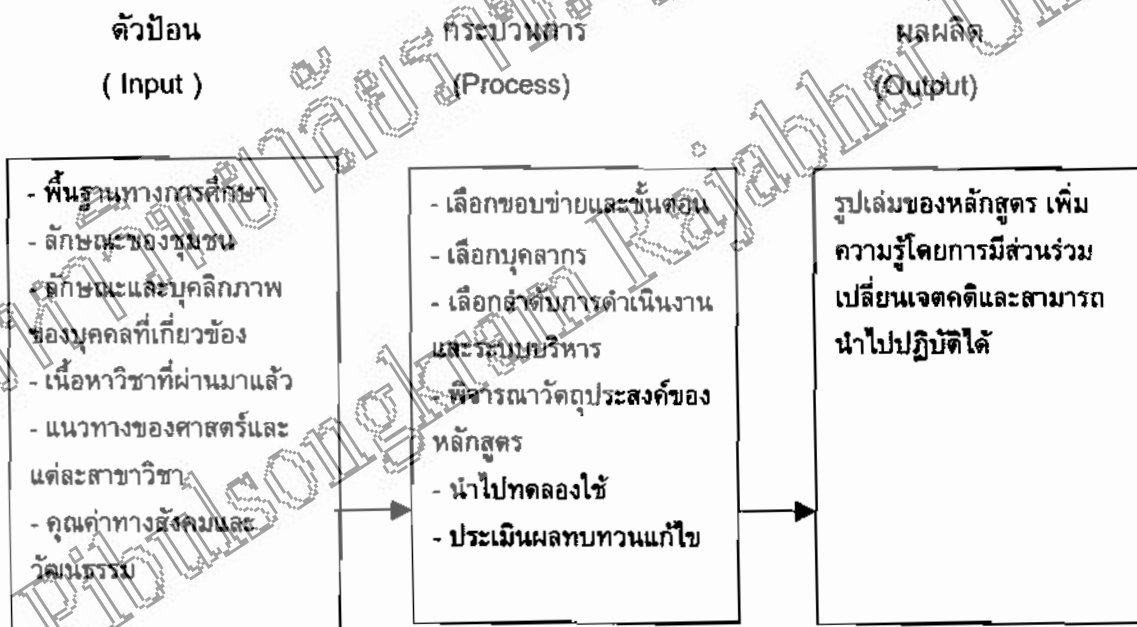 ตัวป้อน
( Input )
กระบวนการ
(Process)
ผลผลิต
(Output)
- พื้นฐานทางการศึกษา
- ลักษณะของชุมชน
- ลักษณะและบุคลิกภาพ
ของบุคคลที่เกี่ยวข้อง
- เนื้อหาวิชาที่ผ่านมาแล้ว
- แนวทางของศาสตร์และ
แต่ละสาขาวิชา
- คุณค่าทางสังคมและ
วัฒนธรรม
- เลือกขอบข่ายและขั้นตอน
- เลือกบุคลากร
- เลือกลำดับการดำเนินงาน
และระบบบริหาร
- พิจารณาวัตถุประสงค์ของ
หลักสูตร
- นำไปทดลองใช้
- ประเมินผลทบทวนแก้ไข
รูปเล่มของหลักสูตร เพิ่ม
ความรู้โดยการมีส่วนร่วม
เปลี่ยนเจตคติและสามารถ
นำไปปฏิบัติได้
Pibulsongkram Rajabhat